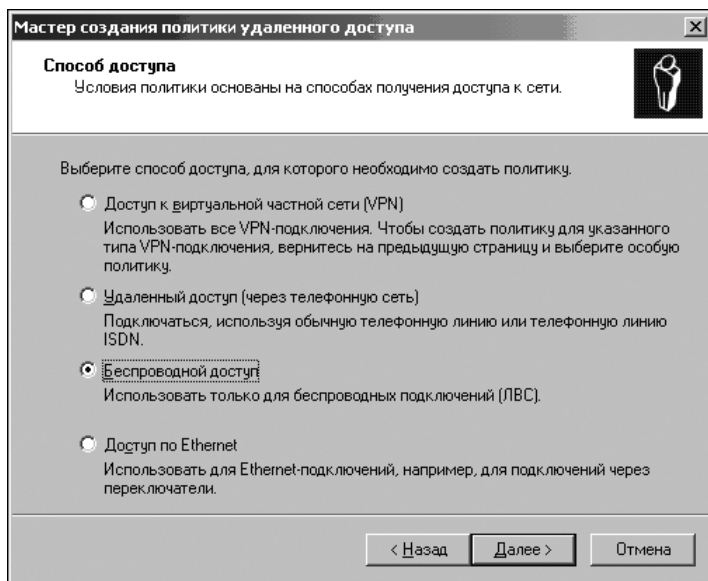 Мастер создания политики удаленного доступа
Способ доступа
Условия политики основаны на способах получения доступа к сети.
Выберите способ доступа, для которого необходимо создать политику.
Доступ к виртуальной частной сети (VPN)
Использовать все VPN-подключения. Чтобы создать политику для указанного
типа VPN-подключения, вернитесь на предыдущую страницу и выберите особую
политику.
Удаленный доступ (через телефонную сеть)
Подключаться, используя обычную телефонную линию или телефонную линию
ISDN.
Беспроводной доступ
Использовать только для беспроводных подключений (ЛВС).
Доступ по Ethernet
Использовать для Ethernet-подключений, например, для подключений через
переключатели.
< Назад Далее > Отмена